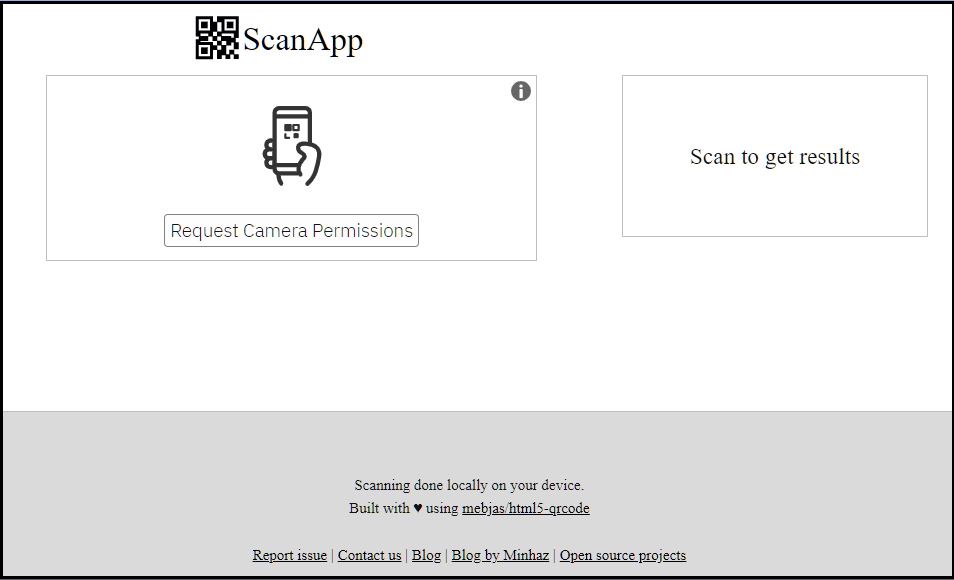 ScanApp
Request Camera Permissions
Scan to get results
Scanning done locally on your device.
Built with ♥ using mebjas/html5-qrcode
Report issue | Contact us | Blog | Blog by Minhaz | Open source projects